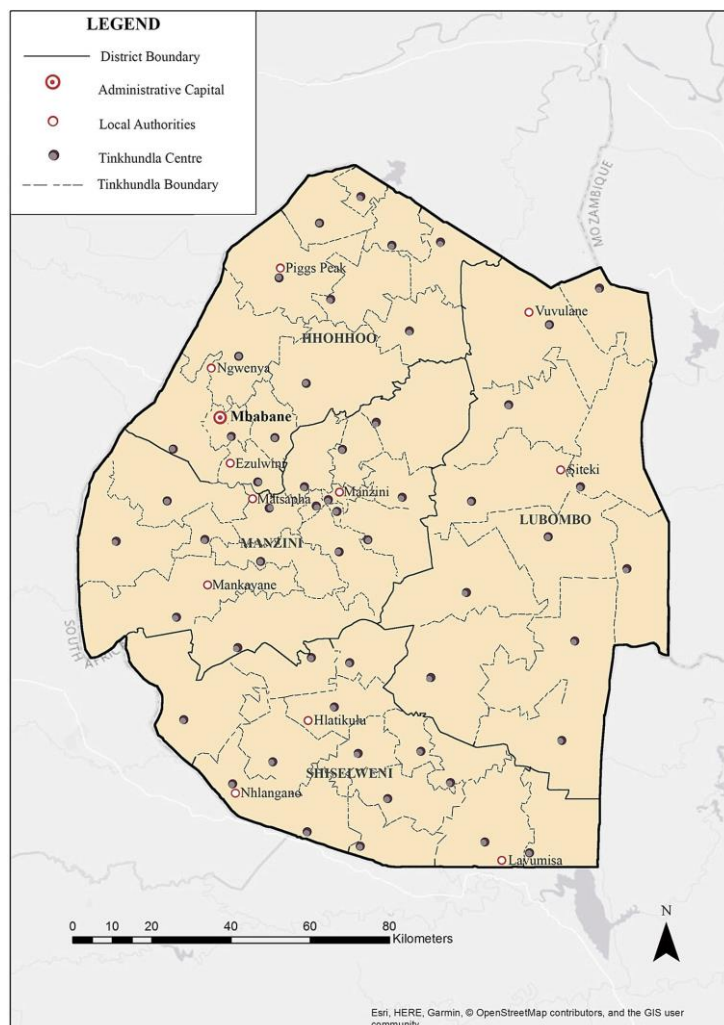 LEGEND
District Boundary
Administrative Capital
Local Authorities
Tinkhundla Centre
Tinkhundla Boundary
MOZAMBIQUE
Piggs Peak
Vuvulane
HHOHHOO
Ngwenya
Mbabane
Ezulwini
Siteki
Matsapha
Manzini
LUBOMBO
MANZINI
Mankayane
SOUTH AFRICA
Hlatikulu
SHISELWENI
Nhlangano
Lavumisa
N
0 10 20 40 60 80
Kilometers
Esri, HERE, Garmin, © OpenStreetMap contributors, and the GIS user
community